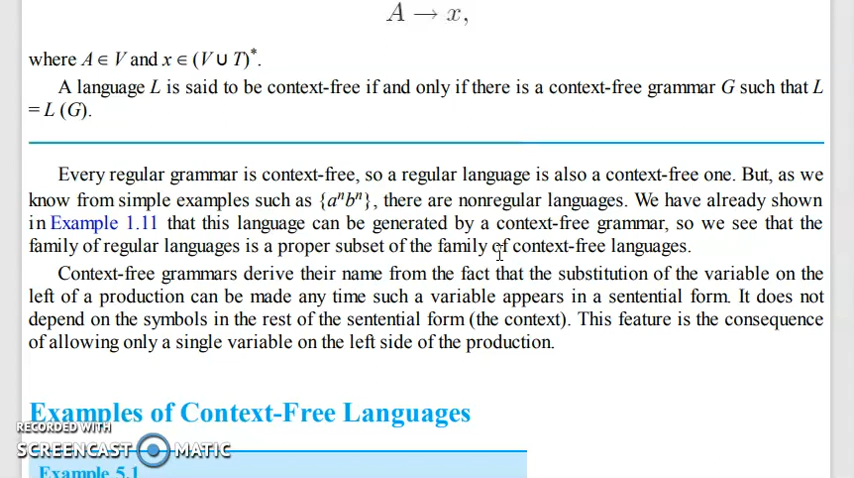 A → x,
where A ∈ V and x ∈ (V ∪ T)*.
A language L is said to be context-free if and only if there is a context-free grammar G such that L
= L (G).
Every regular grammar is context-free, so a regular language is also a context-free one. But, as we
know from simple examples such as {aⁿbⁿ}, there are nonregular languages. We have already shown
in Example 1.11 that this language can be generated by a context-free grammar, so we see that the
family of regular languages is a proper subset of the family of context-free languages.
Context-free grammars derive their name from the fact that the substitution of the variable on the
left of a production can be made any time such a variable appears in a sentential form. It does not
depend on the symbols in the rest of the sentential form (the context). This feature is the consequence
of allowing only a single variable on the left side of the production.
Examples of Context-Free Languages
RECORDED WITH
SCREENCAST MATIC
Example 5.1